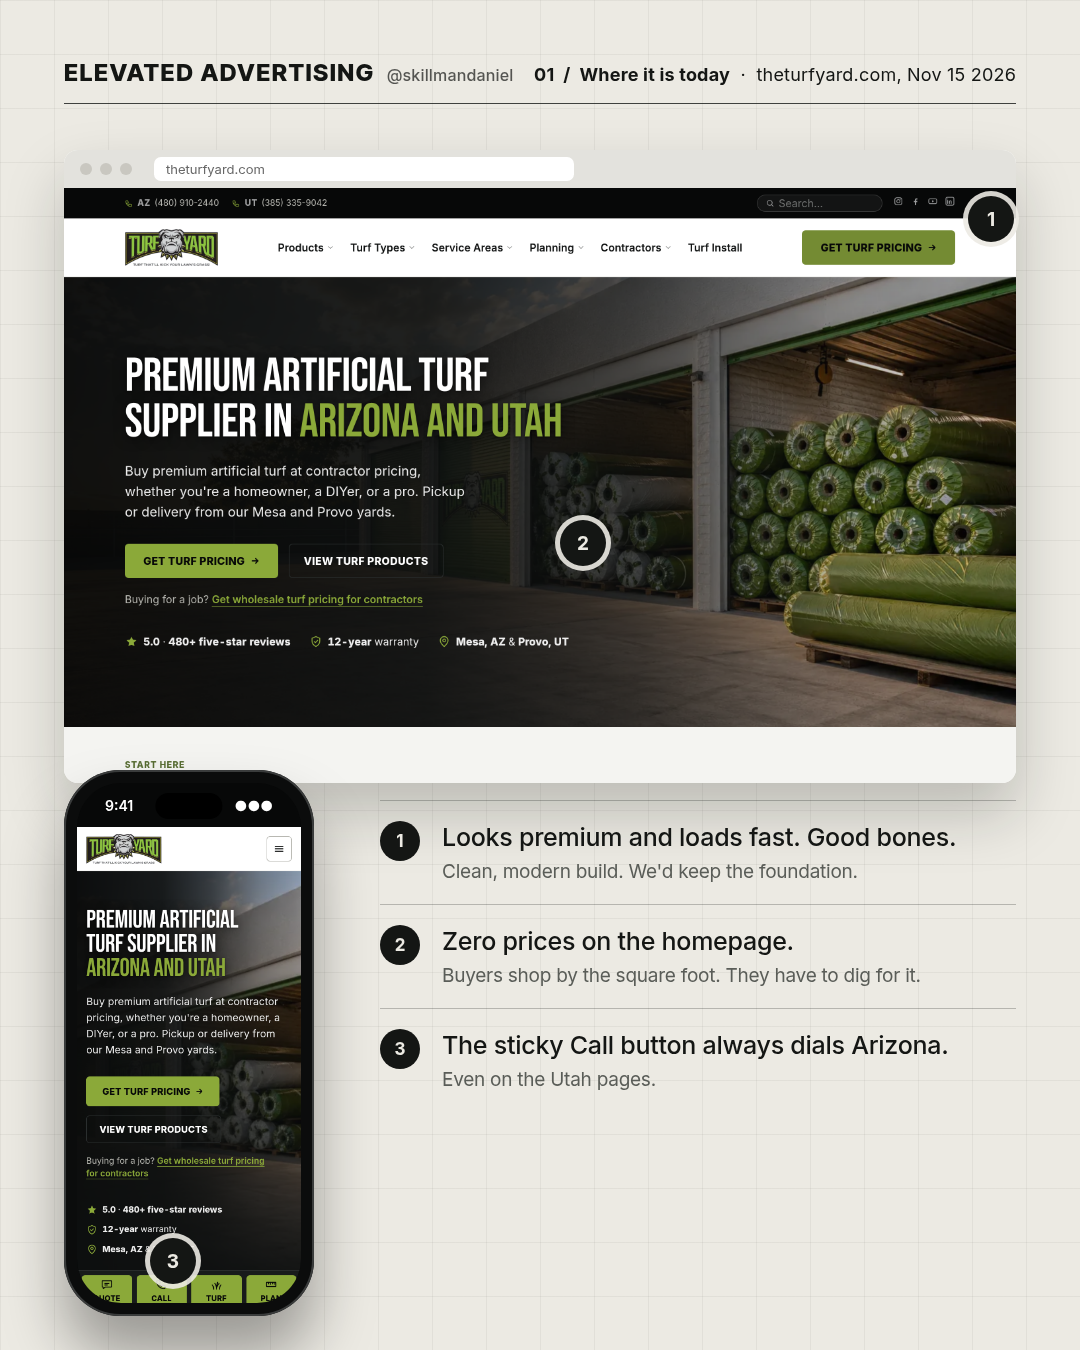 ELEVATED ADVERTISING @skillmandaniel 01 / Where it is today · theturfyard.com, Nov 15 2026
theturfyard.com
AZ (480) 910-2440 UT (385) 335-9042 Search...
1
TURF YARD
Products Turf Types Service Areas Planning Contractors Turf Install GET TURF PRICING →
PREMIUM ARTIFICIAL TURF
SUPPLIER IN ARIZONA AND UTAH
Buy premium artificial turf at contractor pricing,
whether you're a homeowner, a DIYer, or a pro. Pickup
or delivery from our Mesa and Provo yards.
2
GET TURF PRICING → VIEW TURF PRODUCTS
Buying for a job? Get wholesale turf pricing for contractors
5.0 · 480+ five-star reviews 12-year warranty Mesa, AZ & Provo, UT
START HERE
9:41
TURF YARD
PREMIUM ARTIFICIAL
TURF SUPPLIER IN
ARIZONA AND UTAH
Buy premium artificial turf at contractor
pricing, whether you're a homeowner, a
DIYer, or a pro. Pickup or delivery from
our Mesa and Provo yards.
GET TURF PRICING →
VIEW TURF PRODUCTS
Buying for a job? Get wholesale turf pricing
for contractors
5.0 · 480+ five-star reviews
12-year warranty
Mesa, AZ
3
CALL TURF
1 Looks premium and loads fast. Good bones.
Clean, modern build. We'd keep the foundation.
2 Zero prices on the homepage.
Buyers shop by the square foot. They have to dig for it.
3 The sticky Call button always dials Arizona.
Even on the Utah pages.